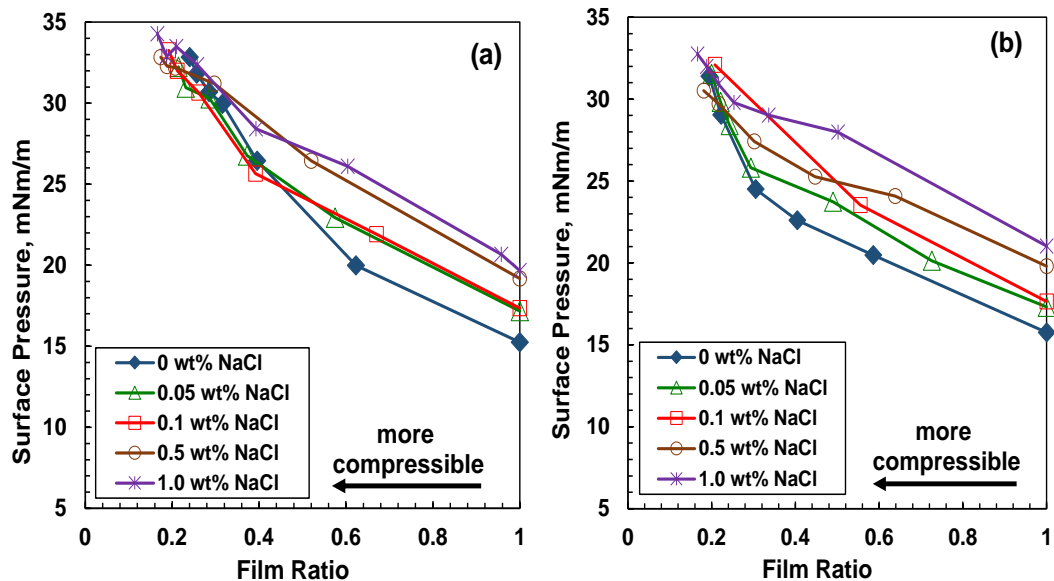 (a)
35
30
25
20
15
10
5
0
0.2
0.4
0.6
0.8
1
Surface Pressure, mNm/m
Film Ratio
0 wt% NaCl
0.05 wt% NaCl
0.1 wt% NaCl
0.5 wt% NaCl
1.0 wt% NaCl
more
compressible
(b)
35
30
25
20
15
10
5
0
0.2
0.4
0.6
0.8
1
Surface Pressure, mNm/m
Film Ratio
0 wt% NaCl
0.05 wt% NaCl
0.1 wt% NaCl
0.5 wt% NaCl
1.0 wt% NaCl
more
compressible